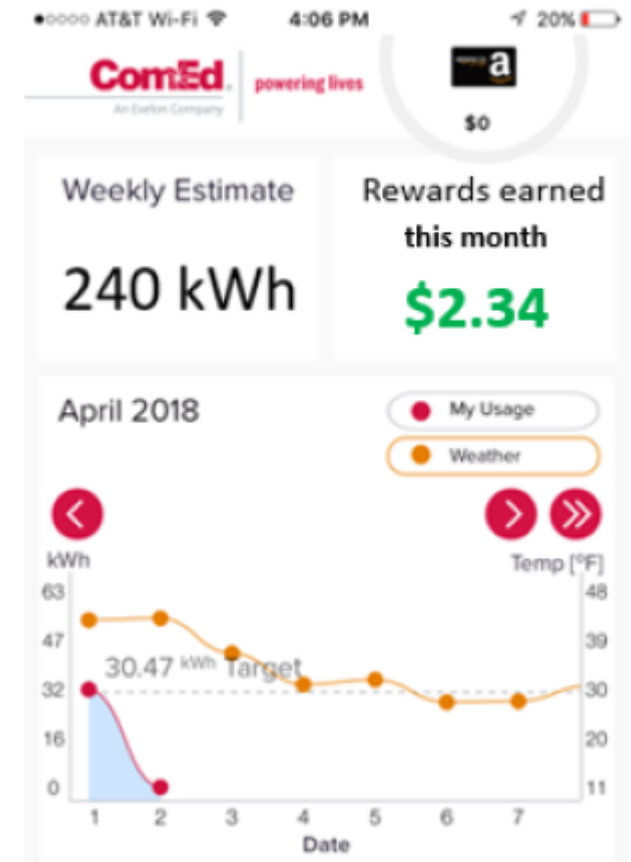 AT&T Wi-Fi 4:06 PM 20%
ComEd. powering lives
An Exelon Company
a
$0
Weekly Estimate
240 kWh
Rewards earned
this month
$2.34
April 2018
My Usage
Weather
kWh
Temp [°F]
63 48
47 39
30.47 kWh Target
32 30
16 20
0 11
1 2 3 4 5 6 7
Date